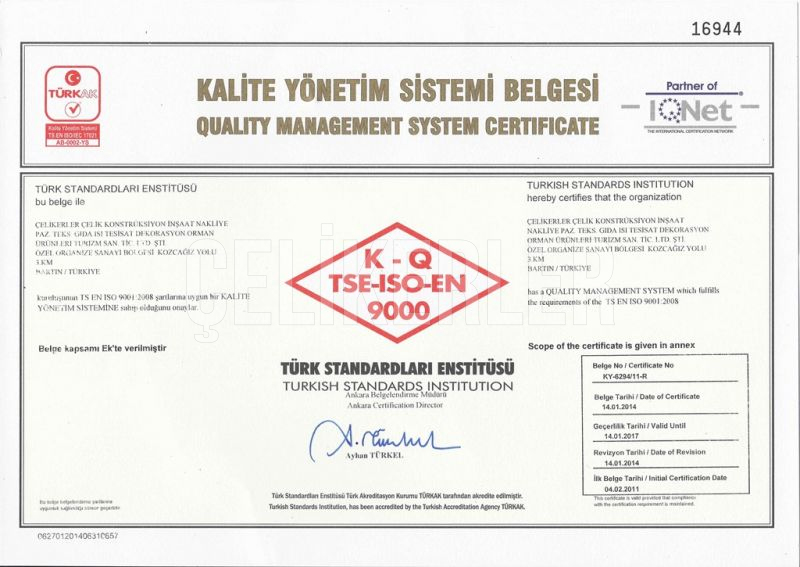 16944
TÜRKAK
Kalite Yönetim Sistemi
TS EN ISO/IEC 17021
AB-0002-YS
KALİTE YÖNETİM SİSTEMİ BELGESİ
QUALITY MANAGEMENT SYSTEM CERTIFICATE
Partner of
IQNet
THE INTERNATIONAL CERTIFICATION NETWORK
TÜRK STANDARDLARI ENSTİTÜSÜ
bu belge ile
ÇELİKERLER ÇELİK KONSTRÜKSİYON İNŞAAT NAKLİYE
PAZ. TEKS. GIDA ISI TESİSAT DEKORASYON ORMAN
ÜRÜNLERİ TURİZM SAN. TİC. LTD. ŞTİ.
ÖZEL ORGANİZE SANAYİ BÖLGESİ KOZCAĞIZ YOLU
3.KM
BARTIN / TÜRKİYE
kuruluşunun TS EN ISO 9001:2008 şartlarına uygun bir KALİTE
YÖNETİM SİSTEMİNE sahip olduğunu onaylar.
Belge kapsamı Ek'te verilmiştir
K - Q
TSE-ISO-EN
9000
ÇELİKERLER
TURKISH STANDARDS INSTITUTION
hereby certifies that the organization
ÇELİKERLER ÇELİK KONSTRÜKSİYON İNŞAAT
NAKLİYE PAZ. TEKS. GIDA ISI TESİSAT DEKORASYON
ORMAN ÜRÜNLERİ TURİZM SAN. TİC. LTD. ŞTİ.
ÖZEL ORGANİZE SANAYİ BÖLGESİ KOZCAĞIZ YOLU
3.KM
BARTIN / TÜRKİYE
has a QUALITY MANAGEMENT SYSTEM which fulfills
the requirements of the TS EN ISO 9001:2008
Scope of the certificate is given in annex
TÜRK STANDARDLARI ENSTİTÜSÜ
TURKISH STANDARDS INSTITUTION
Ankara Belgelendirme Müdürü
Ankara Certification Director
Ayhan TÜRKEL
Belge No / Certificate No
KY-6294/11-R
Belge Tarihi / Date of Certificate
14.01.2014
Geçerlilik Tarihi / Valid Until
14.01.2017
Revizyon Tarihi / Date of Revision
14.01.2014
İlk Belge Tarihi / Initial Certification Date
04.02.2011
Bu belge belgelendirme şartlarına
uygunluk sağlandığı sürece geçerlidir.
Türk Standardları Enstitüsü Türk Akreditasyon Kurumu TÜRKAK tarafından akredite edilmiştir.
Turkish Standards Institution, has been accredited by the Turkish Accreditation Agency TÜRKAK.
This certificate is valid provided that compliance
with the certification requirement is maintained.